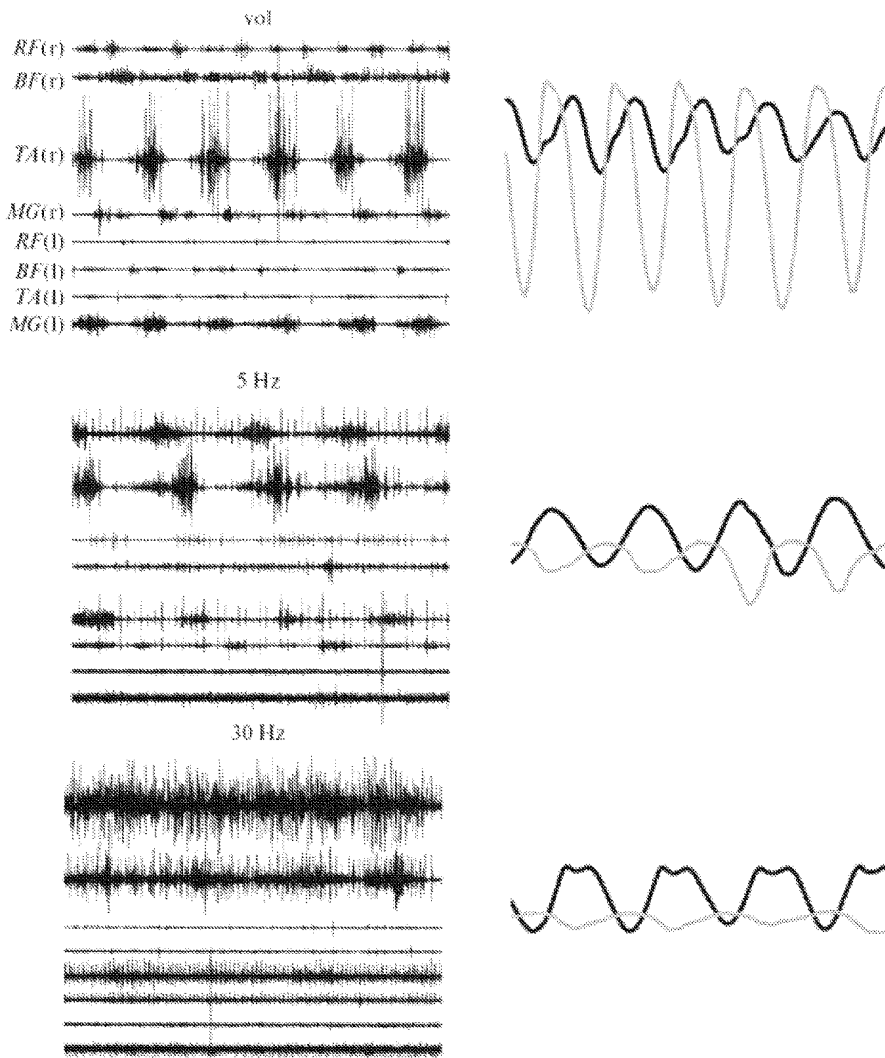 vol
RF(r)
BF(r)
TA(r)
MG(r)
RF(l)
BF(l)
TA(l)
MG(l)
5 Hz
30 Hz